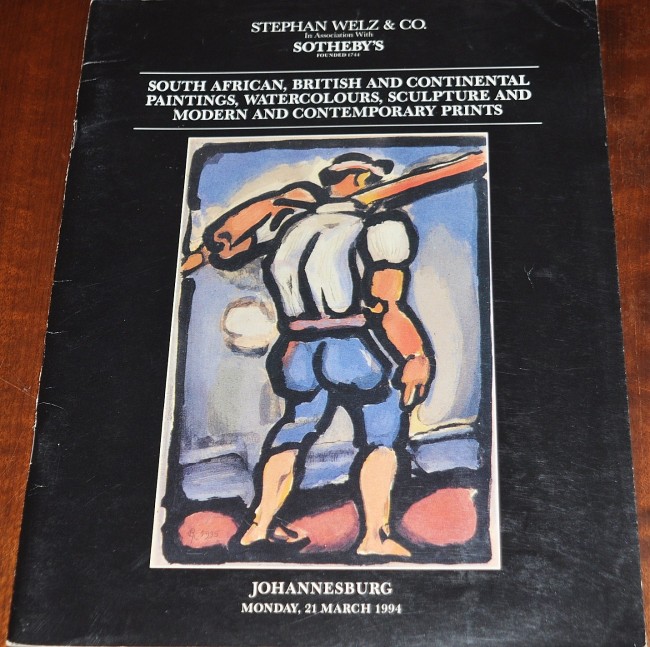 STEPHAN WELZ & CO.
In Association With
SOTHEBY'S
FOUNDED 1744
SOUTH AFRICAN, BRITISH AND CONTINENTAL
PAINTINGS, WATERCOLOURS, SCULPTURE AND
MODERN AND CONTEMPORARY PRINTS
JOHANNESBURG
MONDAY, 21 MARCH 1994